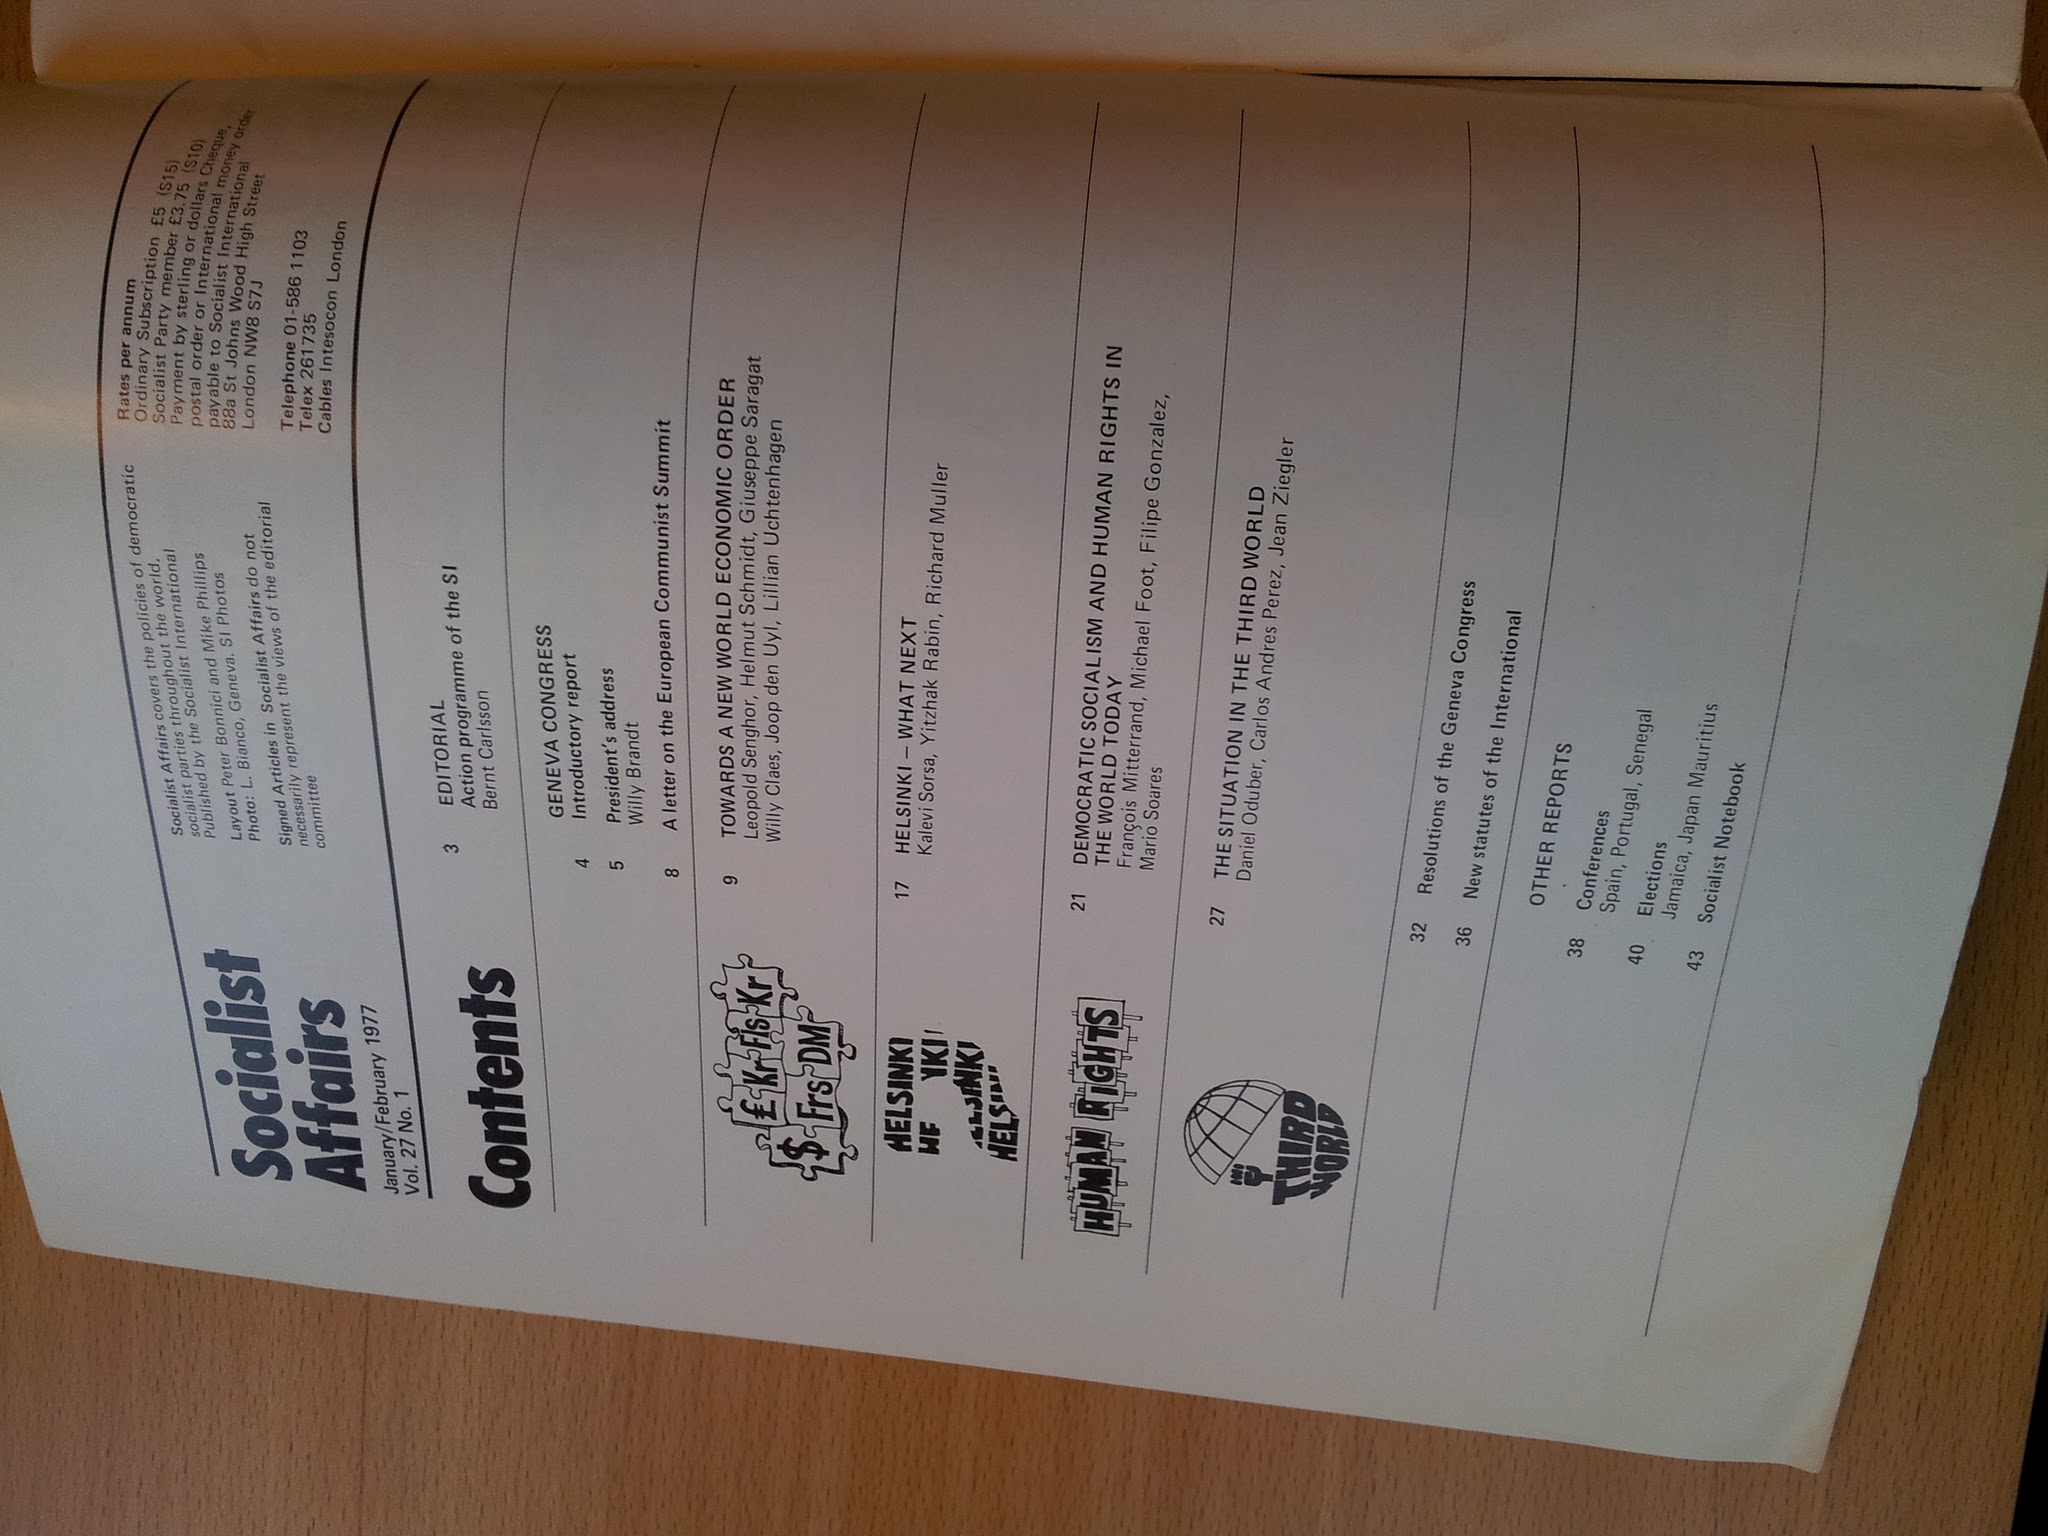 Socialist
Affairs
January/February 1977
Vol. 27 No. 1
Socialist Affairs covers the policies of democratic
socialist parties throughout the world.
Published by the Socialist International
Layout Peter Bonnici and Mike Phillips
Photo: L. Bianco, Geneva. SI Photos
Signed Articles in Socialist Affairs do not
necessarily represent the views of the editorial
committee
Rates per annum
Ordinary Subscription £5 ($15)
Socialist Party member £3.75 ($10)
Payment by sterling or dollars Cheque,
postal order or International money order
payable to Socialist International
88a St Johns Wood High Street
London NW8 S7J
Telephone 01-586 1103
Telex 261735
Cables Intesocon London
Contents
3 EDITORIAL
Action programme of the SI
Bernt Carlsson
GENEVA CONGRESS
4 Introductory report
5 President's address
Willy Brandt
8 A letter on the European Communist Summit
£ Kr Fls Kr
$ Frs DM
9 TOWARDS A NEW WORLD ECONOMIC ORDER
Leopold Senghor, Helmut Schmidt, Giuseppe Saragat
Willy Claes, Joop den Uyl, Lillian Uchtenhagen
HELSINKI
17 HELSINKI – WHAT NEXT
Kalevi Sorsa, Yitzhak Rabin, Richard Muller
HUMAN RIGHTS
21 DEMOCRATIC SOCIALISM AND HUMAN RIGHTS IN
THE WORLD TODAY
François Mitterrand, Michael Foot, Filipe Gonzalez,
Mario Soares
THIRD
WORLD
27 THE SITUATION IN THE THIRD WORLD
Daniel Oduber, Carlos Andres Perez, Jean Ziegler
32 Resolutions of the Geneva Congress
36 New statutes of the International
OTHER REPORTS
38 Conferences
Spain, Portugal, Senegal
40 Elections
Jamaica, Japan Mauritius
43 Socialist Notebook